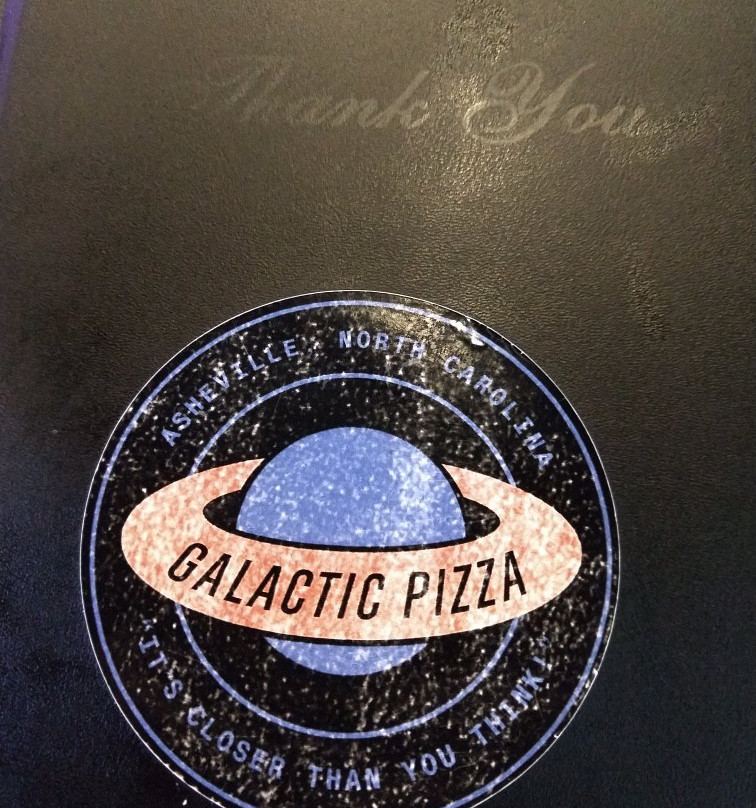 Thank You
ASHEVILLE, NORTH CAROLINA
GALACTIC PIZZA
"IT'S CLOSER THAN YOU THINK!"